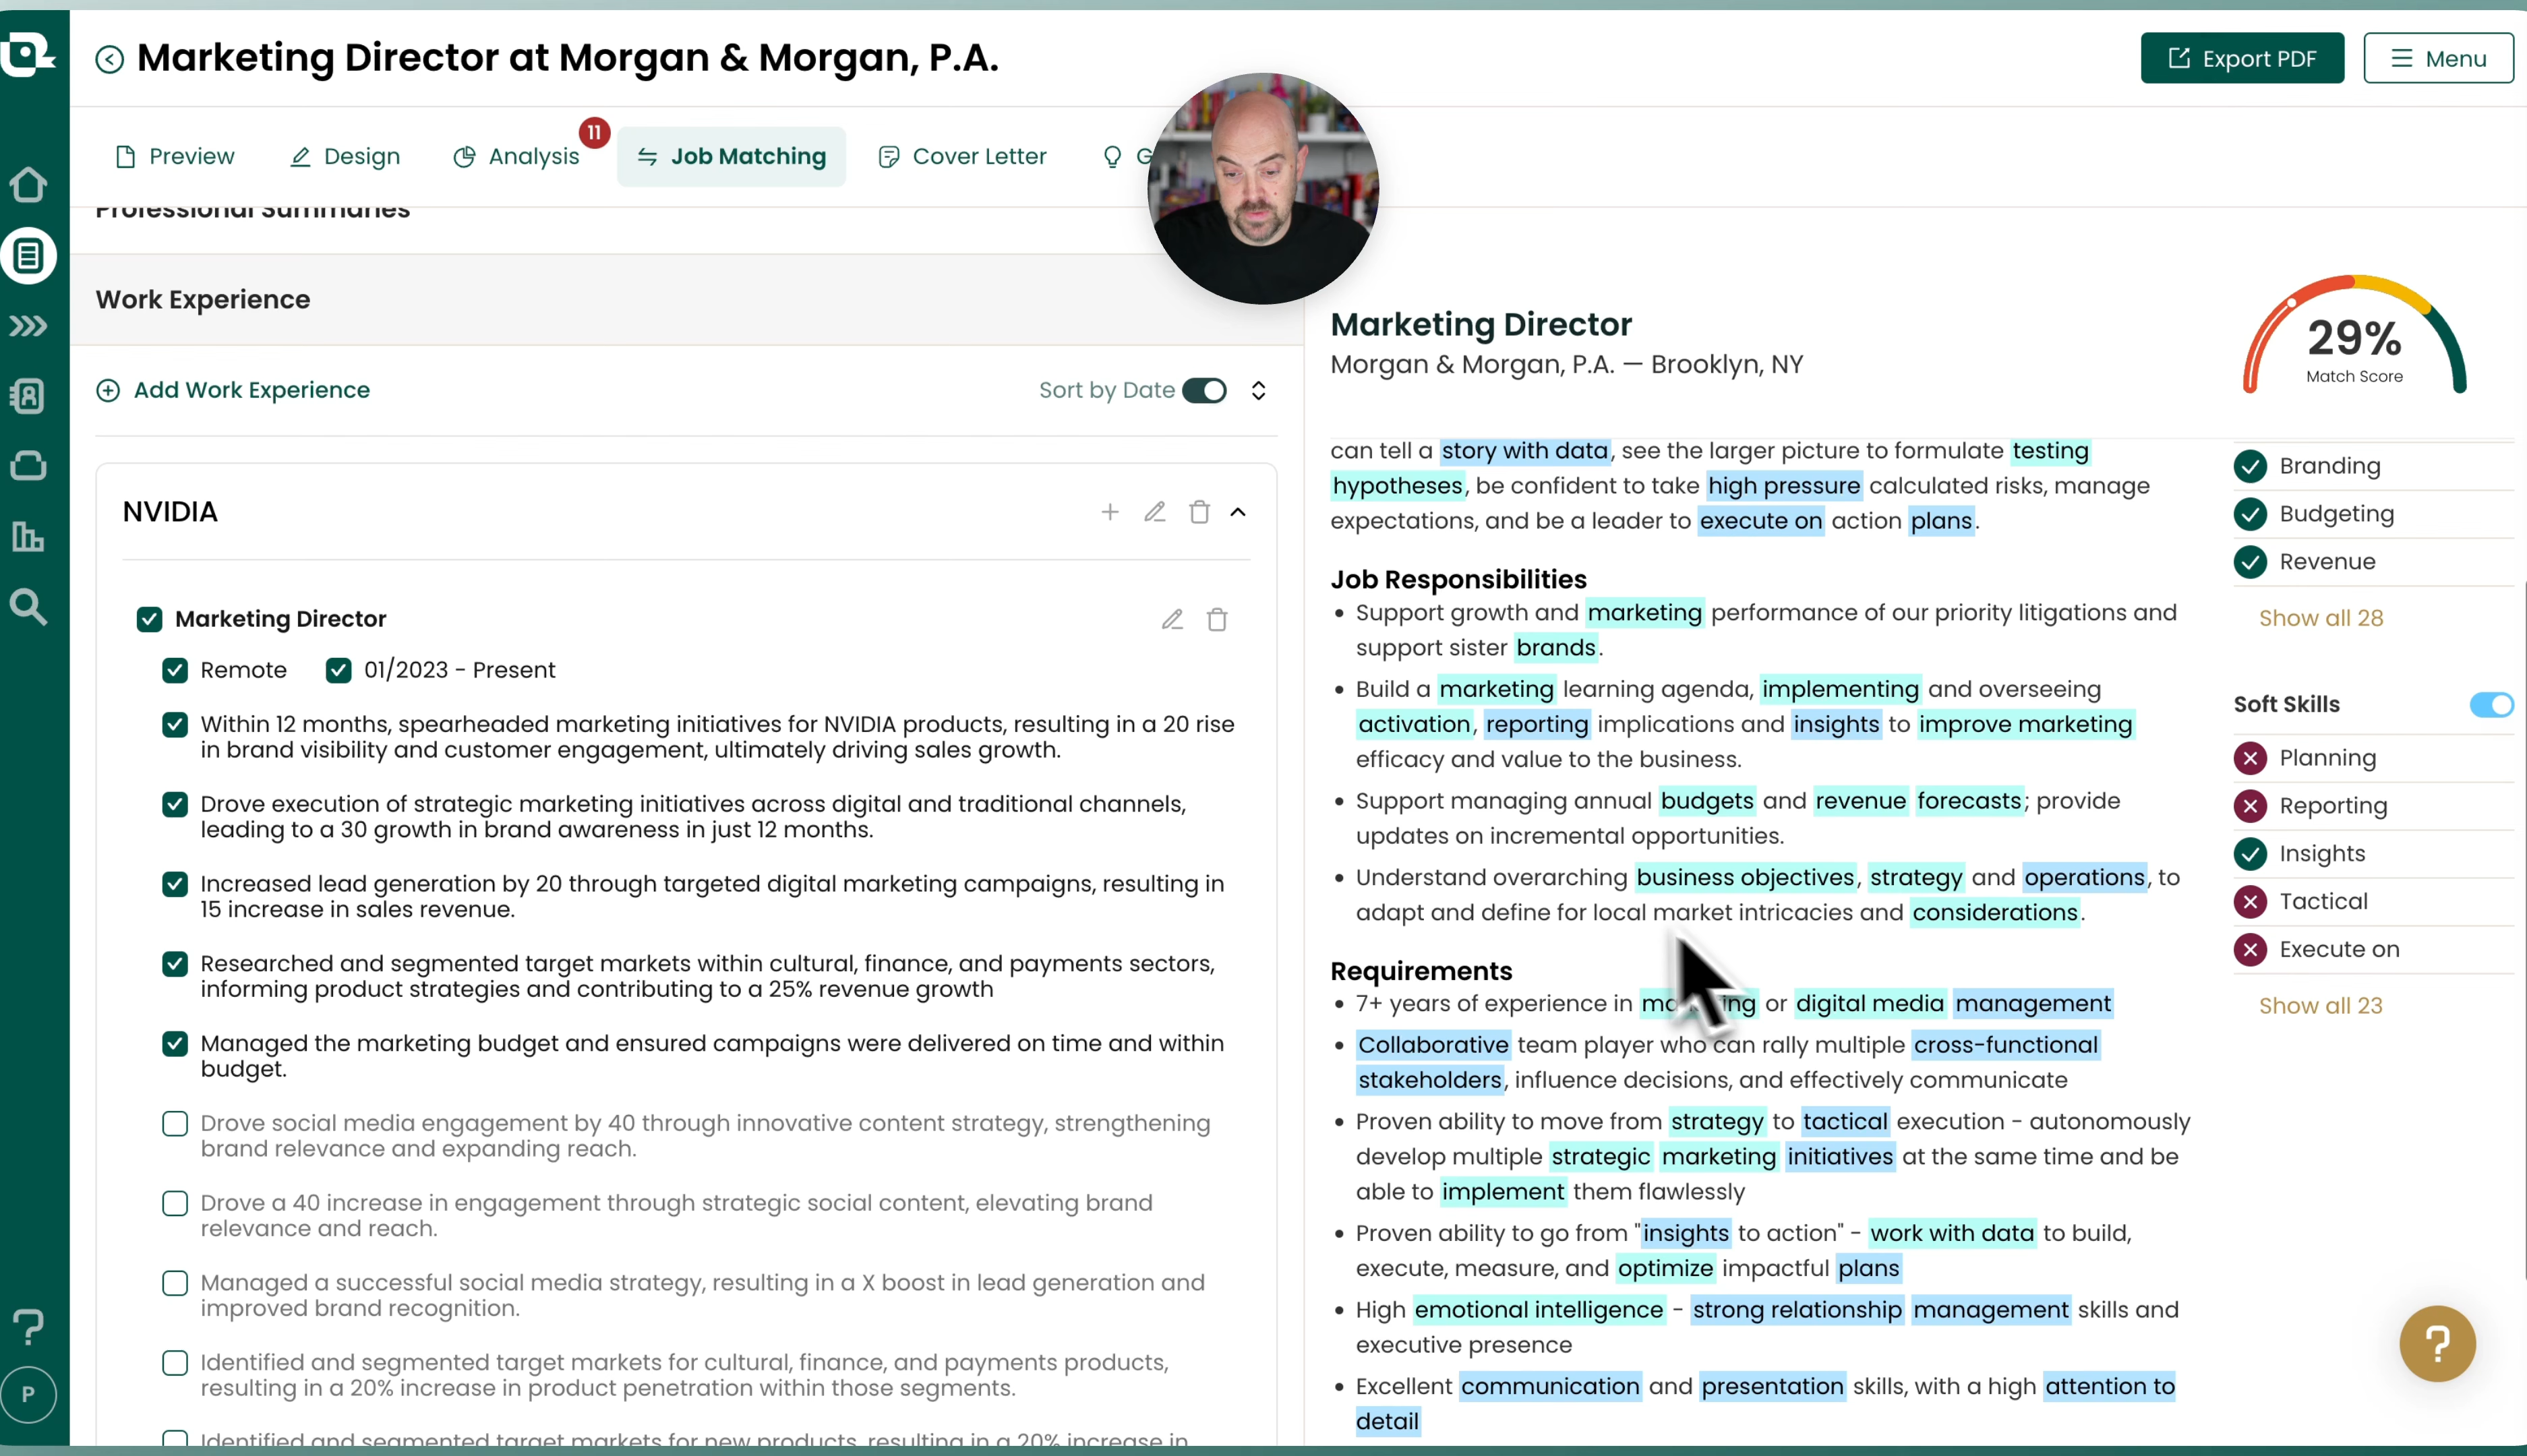 Marketing Director at Morgan & Morgan, P.A.
Export PDF
Menu
Preview
Design
Analysis
11
Job Matching
Cover Letter
G
Professional Summaries
Work Experience
Add Work Experience
Sort by Date
NVIDIA
Marketing Director
Remote
01/2023 - Present
Within 12 months, spearheaded marketing initiatives for NVIDIA products, resulting in a 20 rise
in brand visibility and customer engagement, ultimately driving sales growth.
Drove execution of strategic marketing initiatives across digital and traditional channels,
leading to a 30 growth in brand awareness in just 12 months.
Increased lead generation by 20 through targeted digital marketing campaigns, resulting in
15 increase in sales revenue.
Researched and segmented target markets within cultural, finance, and payments sectors,
informing product strategies and contributing to a 25% revenue growth
Managed the marketing budget and ensured campaigns were delivered on time and within
budget.
Drove social media engagement by 40 through innovative content strategy, strengthening
brand relevance and expanding reach.
Drove a 40 increase in engagement through strategic social content, elevating brand
relevance and reach.
Managed a successful social media strategy, resulting in a X boost in lead generation and
improved brand recognition.
Identified and segmented target markets for cultural, finance, and payments products,
resulting in a 20% increase in product penetration within those segments.
Identified and segmented target markets for new products, resulting in a 20% increase in
Marketing Director
Morgan & Morgan, P.A. — Brooklyn, NY
can tell a story with data, see the larger picture to formulate testing
hypotheses, be confident to take high pressure calculated risks, manage
expectations, and be a leader to execute on action plans.
Job Responsibilities
• Support growth and marketing performance of our priority litigations and
support sister brands.
• Build a marketing learning agenda, implementing and overseeing
activation, reporting implications and insights to improve marketing
efficacy and value to the business.
• Support managing annual budgets and revenue forecasts; provide
updates on incremental opportunities.
• Understand overarching business objectives, strategy and operations, to
adapt and define for local market intricacies and considerations.
Requirements
• 7+ years of experience in marketing or digital media management
• Collaborative team player who can rally multiple cross-functional
stakeholders, influence decisions, and effectively communicate
• Proven ability to move from strategy to tactical execution - autonomously
develop multiple strategic marketing initiatives at the same time and be
able to implement them flawlessly
• Proven ability to go from "insights to action" - work with data to build,
execute, measure, and optimize impactful plans
• High emotional intelligence - strong relationship management skills and
executive presence
• Excellent communication and presentation skills, with a high attention to
detail
29%
Match Score
Branding
Budgeting
Revenue
Show all 28
Soft Skills
Planning
Reporting
Insights
Tactical
Execute on
Show all 23
?
?
P